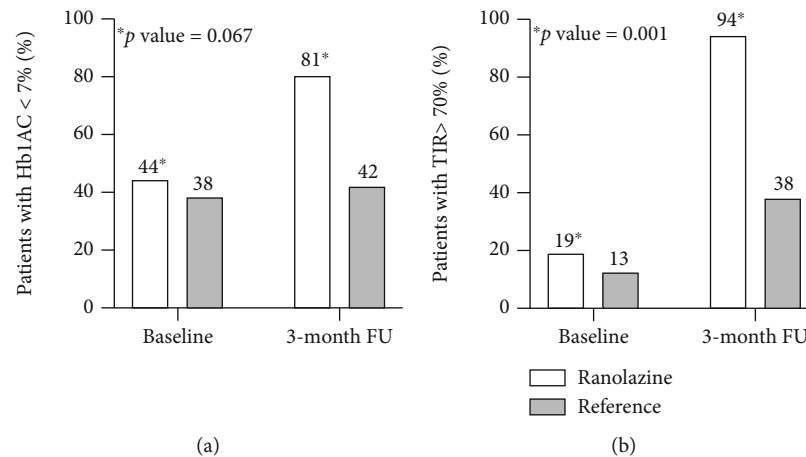 *p value = 0.067
Patients with Hb1AC < 7% (%)
100
80
60
40
20
0
44*
38
81*
42
Baseline
3-month FU
(a)
*p value = 0.001
Patients with TIR> 70% (%)
100
80
60
40
20
0
19*
13
94*
38
Baseline
3-month FU
Ranolazine
Reference
(b)